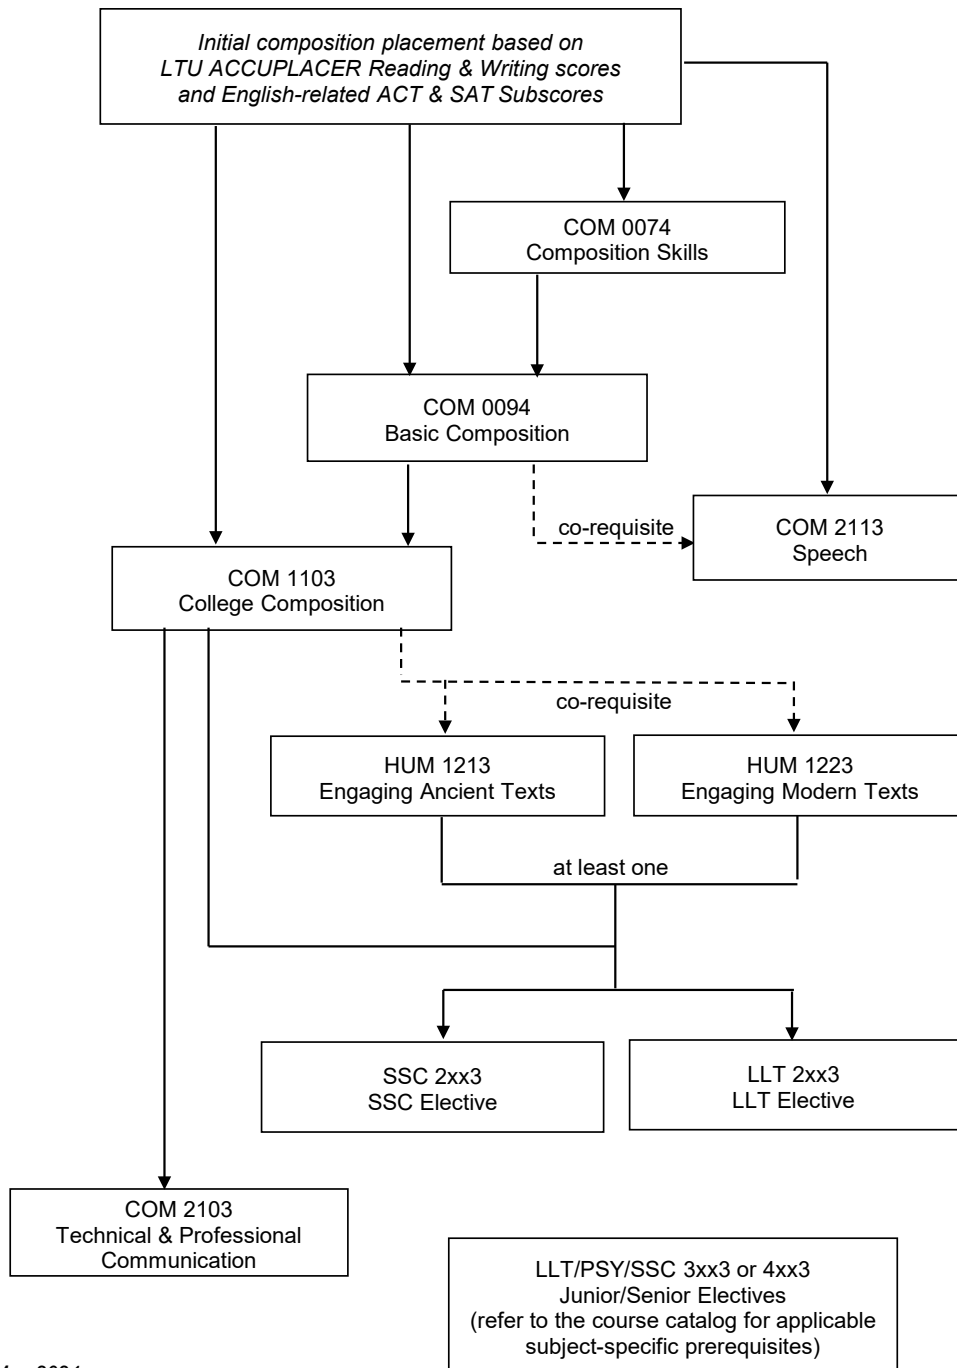 Initial composition placement based on
LTU ACCUPLACER Reading & Writing scores
and English-related ACT & SAT Subscores
COM 0074
Composition Skills
COM 0094
Basic Composition
co-requisite
COM 2113
Speech
COM 1103
College Composition
co-requisite
HUM 1213
Engaging Ancient Texts
HUM 1223
Engaging Modern Texts
at least one
SSC 2xx3
SSC Elective
LLT 2xx3
LLT Elective
COM 2103
Technical & Professional
Communication
LLT/PSY/SSC 3xx3 or 4xx3
Junior/Senior Electives
(refer to the course catalog for applicable
subject-specific prerequisites)